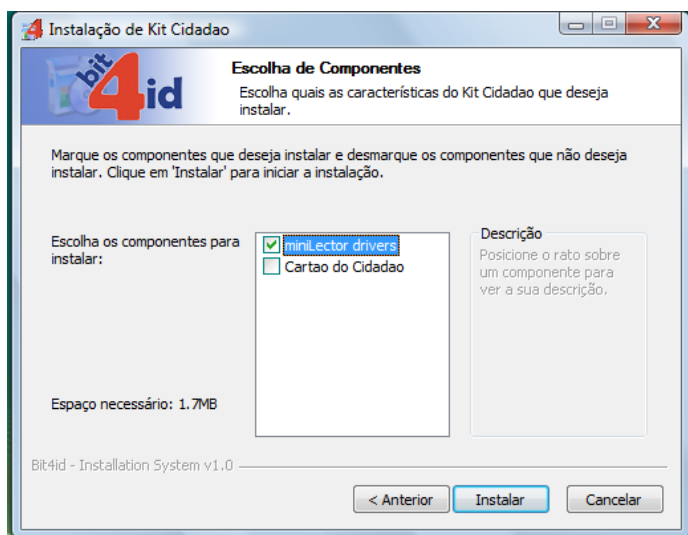 Instalação de Kit Cidadao
bit
4id
Escolha de Componentes
Escolha quais as características do Kit Cidadao que deseja
instalar.
Marque os componentes que deseja instalar e desmarque os componentes que não deseja
instalar. Clique em 'Instalar' para iniciar a instalação.
Escolha os componentes para
instalar:
miniLector drivers
Cartao do Cidadao
Descrição
Posicione o rato sobre
um componente para
ver a sua descrição.
Espaço necessário: 1.7MB
Bit4id - Installation System v1.0
< Anterior
Instalar
Cancelar